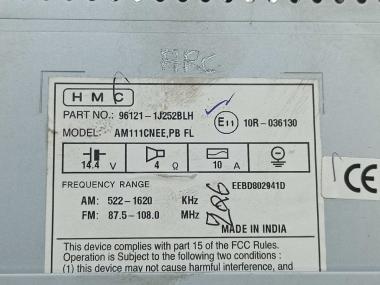 HMC
HMC
PART NO.: 96121-1J252BLH
E11 10R-036130
MODEL: AM111CNEE,PB FL
14.4 V 4 Ω 10 A
FREQUENCY RANGE EEBD802941D
AM: 522-1620 KHz
FM: 87.5-108.0 MHz
MADE IN INDIA
CE
This device complies with part 15 of the FCC Rules.
Operation is Subject to the following two conditions :
(1) this device may not cause harmful interference, and